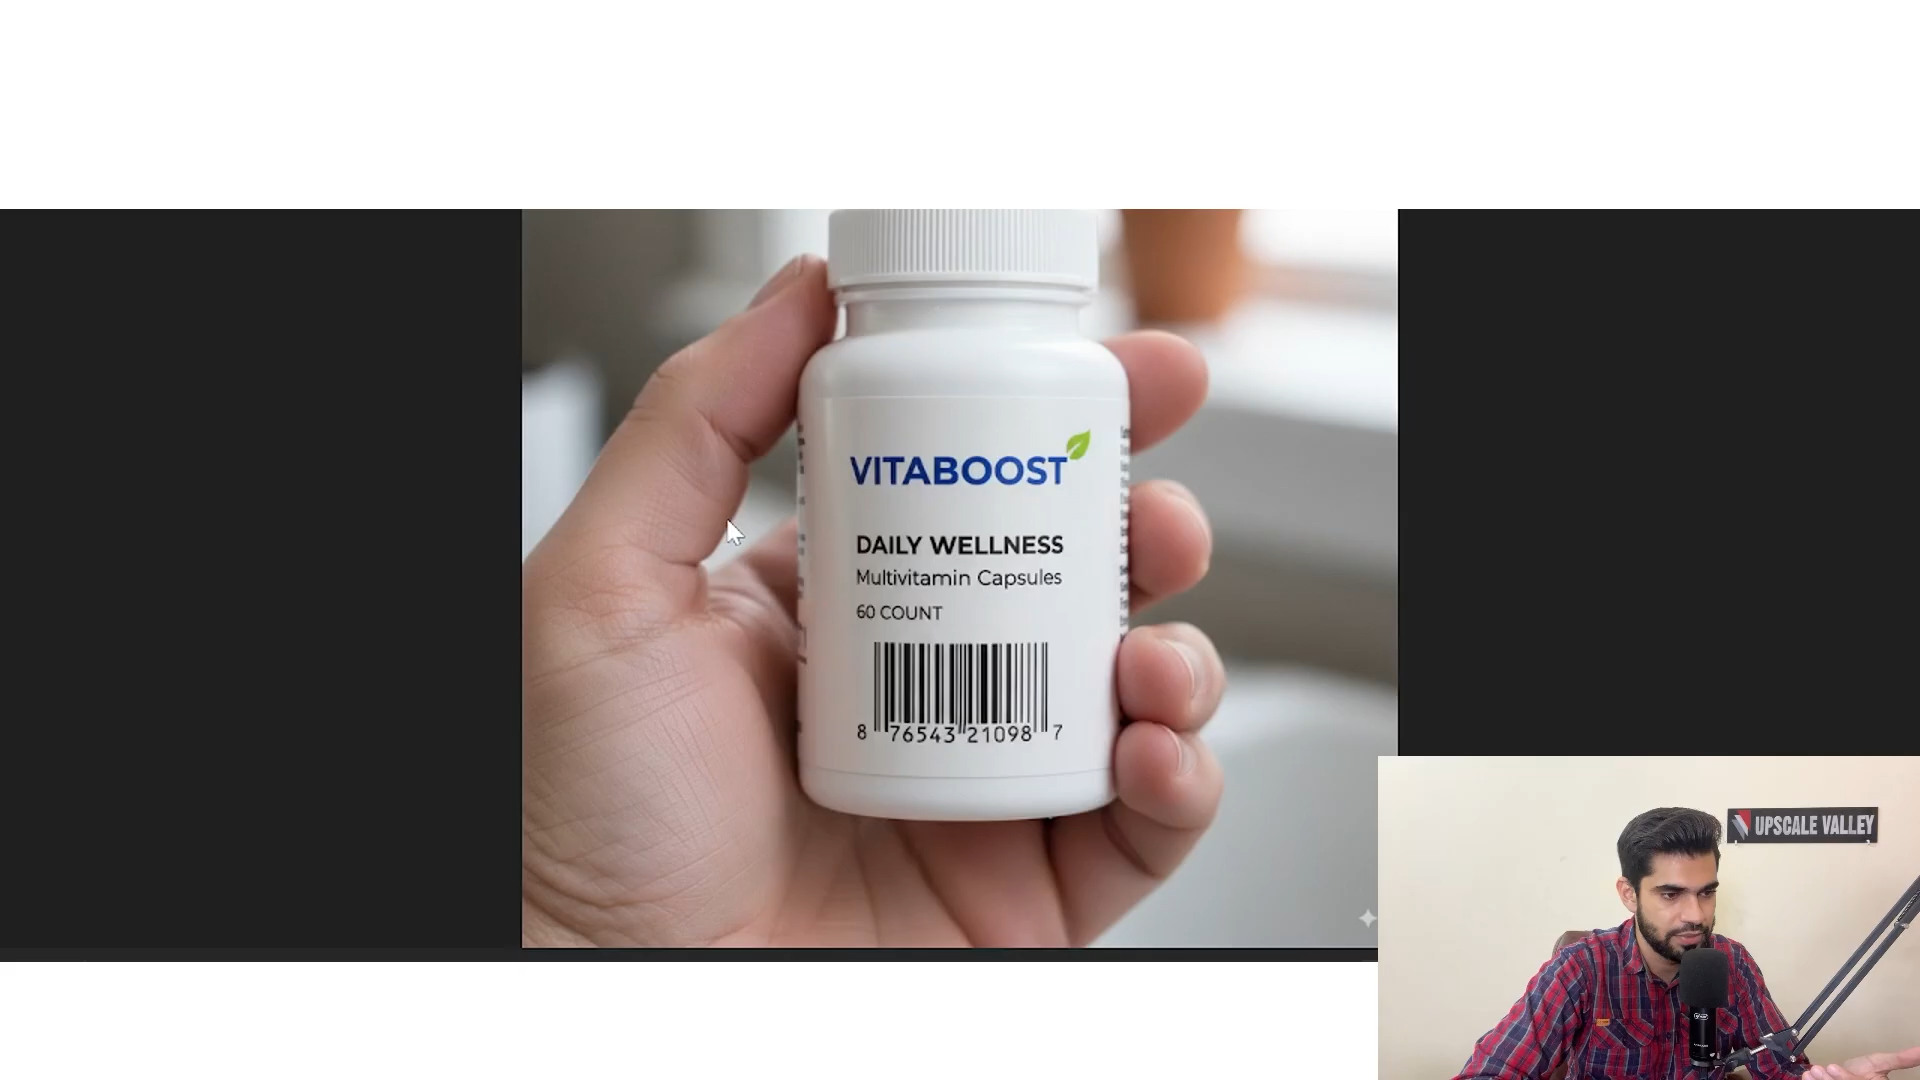 VITABOOST
DAILY WELLNESS
Multivitamin Capsules
60 COUNT
8 76543 21098 7
UPSCALE VALLEY